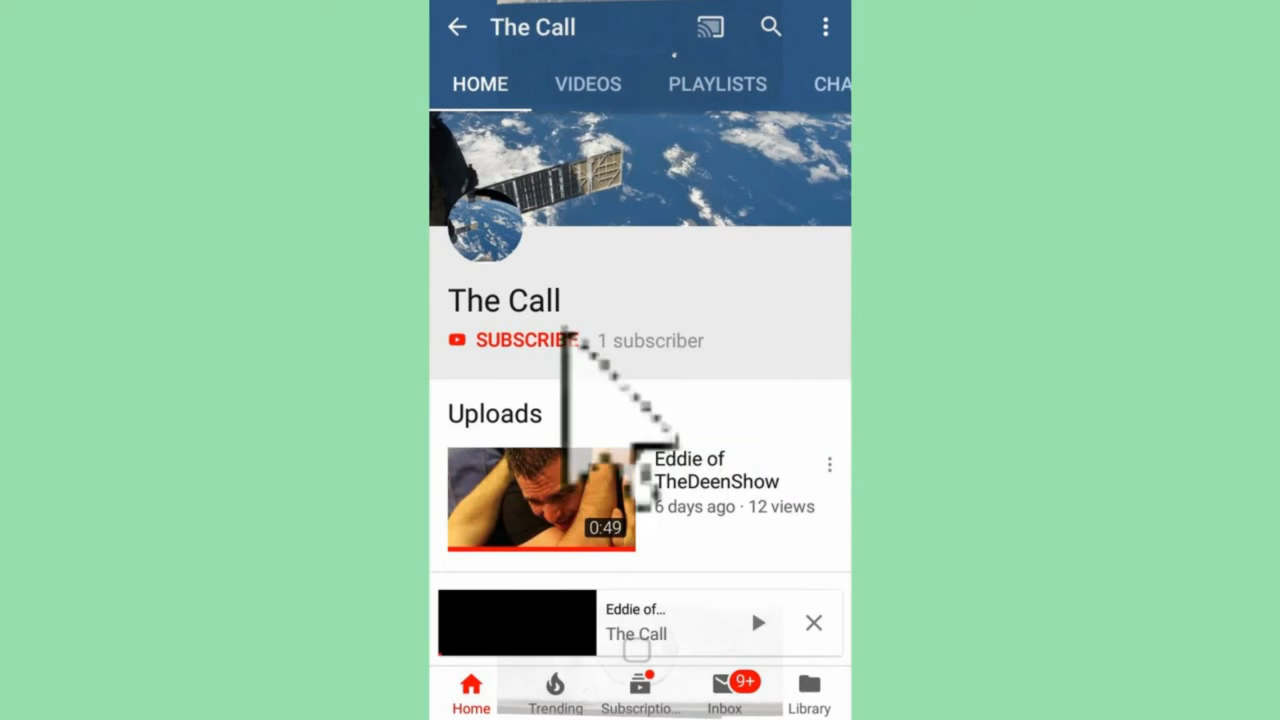 The Call
HOME VIDEOS PLAYLISTS CHA
The Call
SUBSCRIBE 1 subscriber
Uploads
Eddie of
TheDeenShow
6 days ago · 12 views
0:49
Eddie of...
The Call
9+
Home Trending Subscriptio... Inbox Library